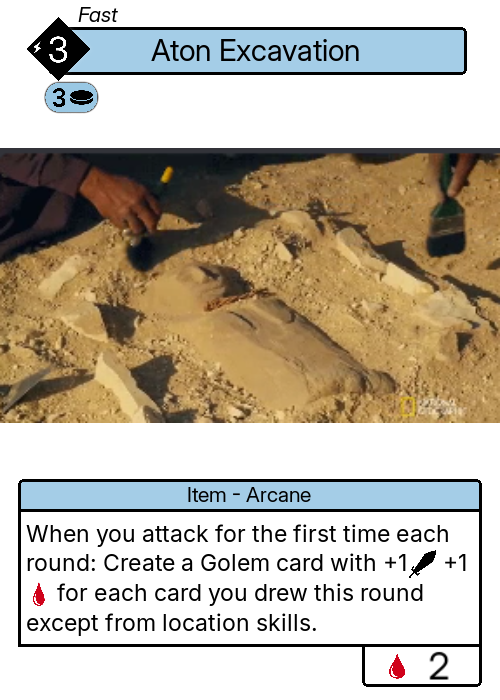 Fast
3
Aton Excavation
3
Item - Arcane
When you attack for the first time each
round: Create a Golem card with +1 +1
for each card you drew this round
except from location skills.
2